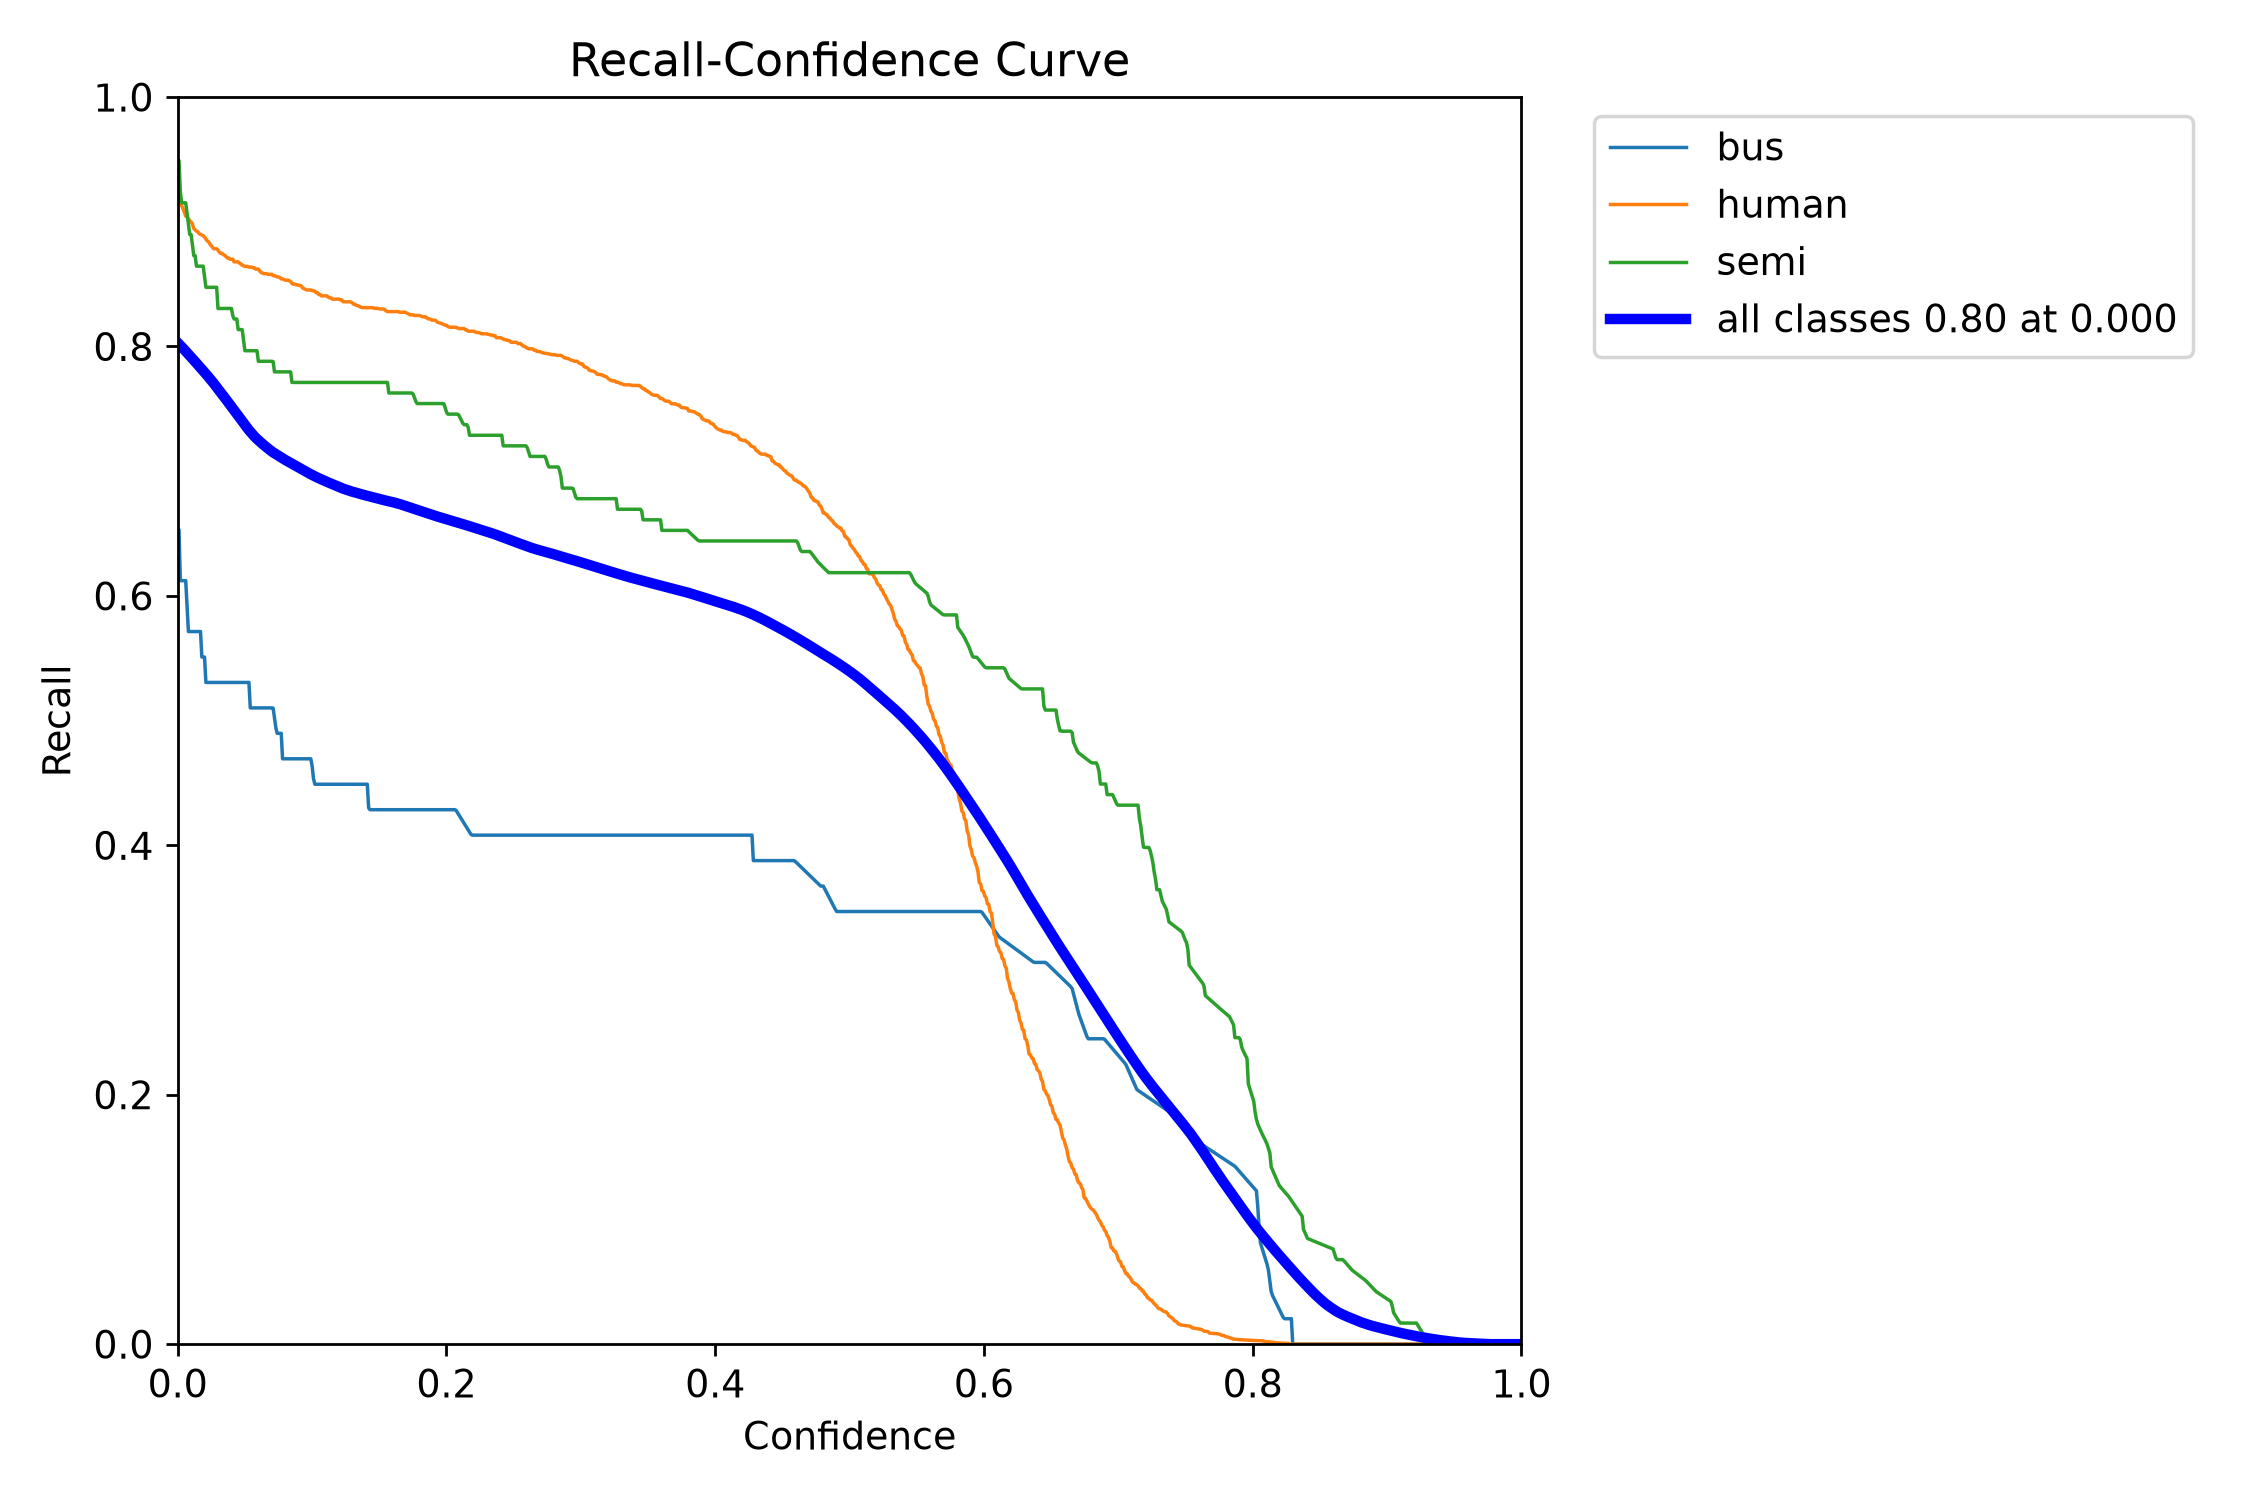 Recall-Confidence Curve
1.0
0.8
0.6
0.4
0.2
0.0
Recall
0.0 0.2 0.4 0.6 0.8 1.0
Confidence
bus
human
semi
all classes 0.80 at 0.000